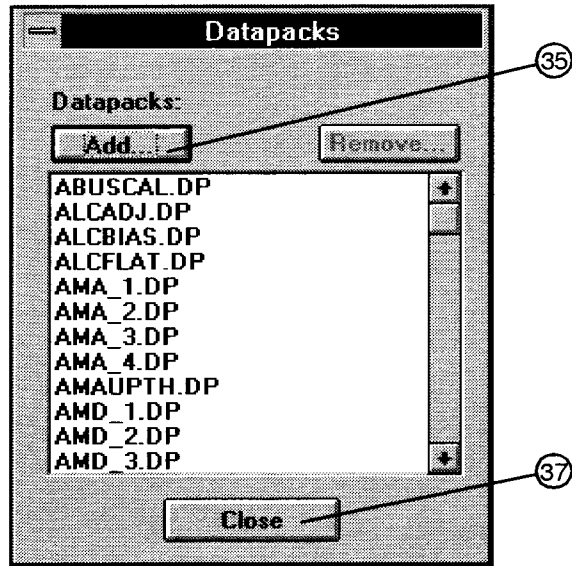 Datapacks
35
Datapacks:
Add... Remove...
ABUSCAL.DP
ALCADJ.DP
ALCBIAS.DP
ALCFLAT.DP
AMA_1.DP
AMA_2.DP
AMA_3.DP
AMA_4.DP
AMAUPTH.DP
AMD_1.DP
AMD_2.DP
AMD_3.DP
37
Close